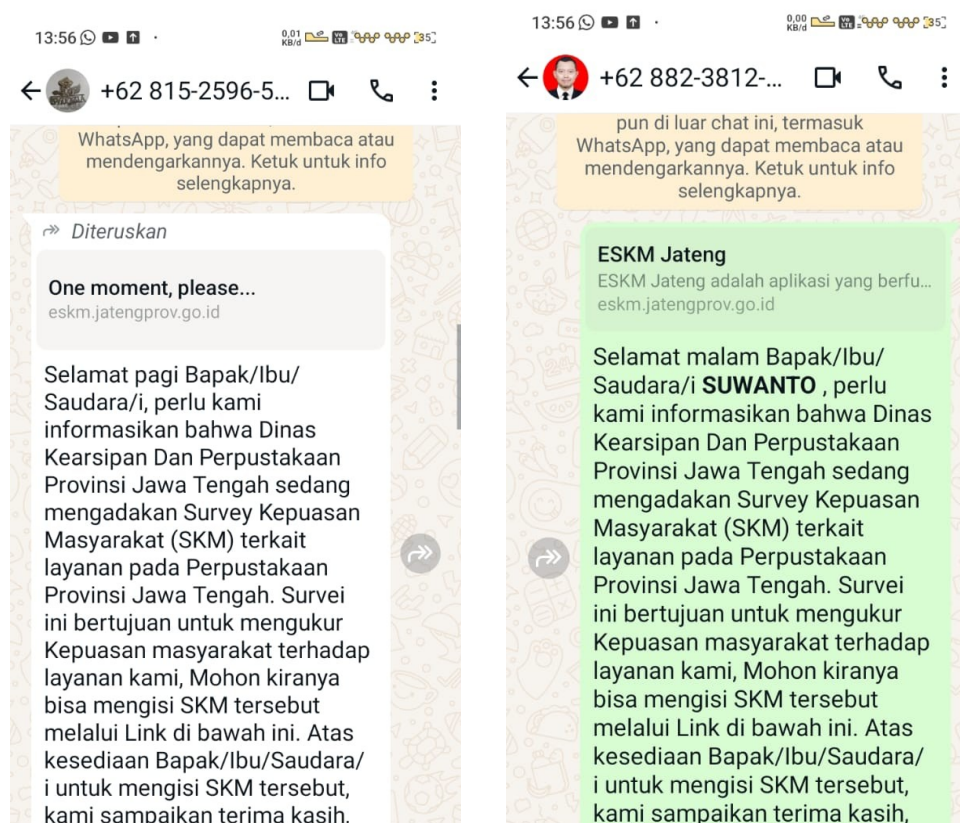 13:56
0,01 KB/d
Vo LTE
35
+62 815-2596-5...
WhatsApp, yang dapat membaca atau
mendengarkannya. Ketuk untuk info
selengkapnya.
Diteruskan
One moment, please...
eskm.jatengprov.go.id
Selamat pagi Bapak/Ibu/
Saudara/i, perlu kami
informasikan bahwa Dinas
Kearsipan Dan Perpustakaan
Provinsi Jawa Tengah sedang
mengadakan Survey Kepuasan
Masyarakat (SKM) terkait
layanan pada Perpustakaan
Provinsi Jawa Tengah. Survei
ini bertujuan untuk mengukur
Kepuasan masyarakat terhadap
layanan kami, Mohon kiranya
bisa mengisi SKM tersebut
melalui Link di bawah ini. Atas
kesediaan Bapak/Ibu/Saudara/
i untuk mengisi SKM tersebut,
kami sampaikan terima kasih,
13:56
0,00 KB/d
Vo LTE
35
+62 882-3812-...
pun di luar chat ini, termasuk
WhatsApp, yang dapat membaca atau
mendengarkannya. Ketuk untuk info
selengkapnya.
ESKM Jateng
ESKM Jateng adalah aplikasi yang berfu...
eskm.jatengprov.go.id
Selamat malam Bapak/Ibu/
Saudara/i SUWANTO , perlu
kami informasikan bahwa Dinas
Kearsipan Dan Perpustakaan
Provinsi Jawa Tengah sedang
mengadakan Survey Kepuasan
Masyarakat (SKM) terkait
layanan pada Perpustakaan
Provinsi Jawa Tengah. Survei
ini bertujuan untuk mengukur
Kepuasan masyarakat terhadap
layanan kami, Mohon kiranya
bisa mengisi SKM tersebut
melalui Link di bawah ini. Atas
kesediaan Bapak/Ibu/Saudara/
i untuk mengisi SKM tersebut,
kami sampaikan terima kasih,